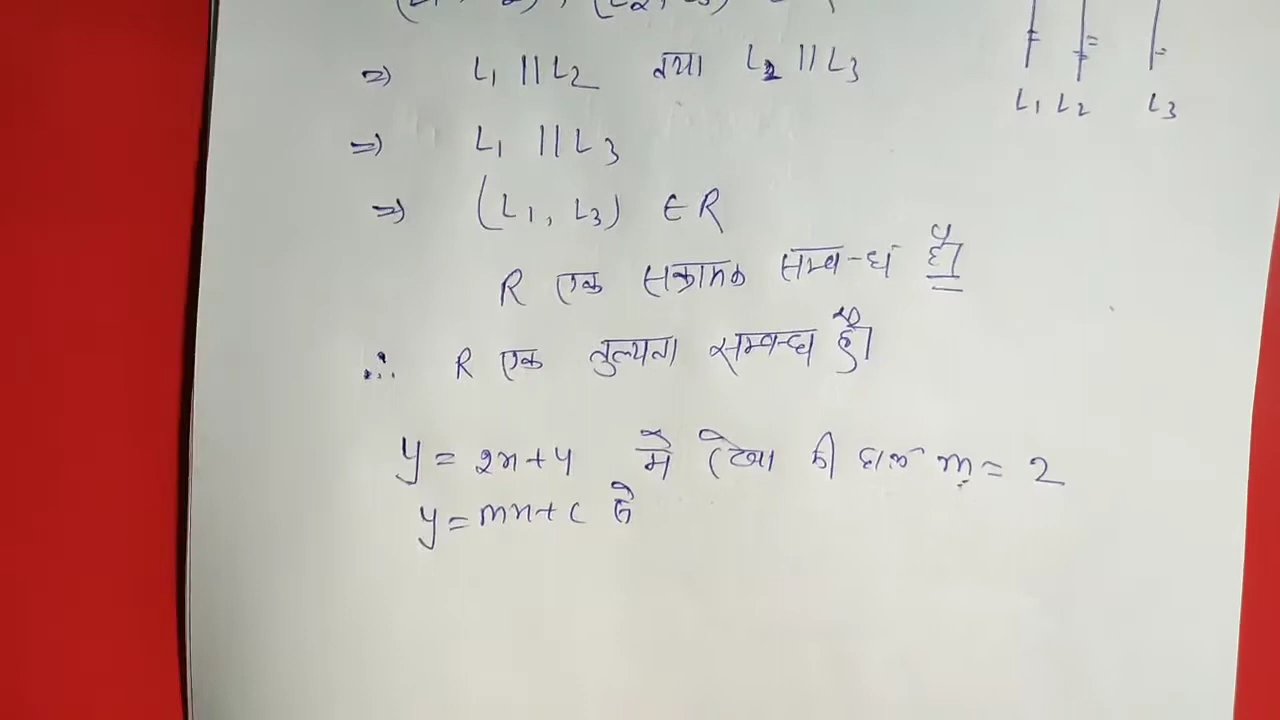 ⇒ L₁ || L₂ तथा L₂ || L₃
L₁ L₂ L₃
⇒ L₁ || L₃
⇒ (L₁, L₃) ∈ R
R एक सक्रामक सम्बन्ध है।
∴ R एक तुल्यता सम्बन्ध है।
y = 2x+4 में रेखा की ढाल m = 2
y = mx+c से